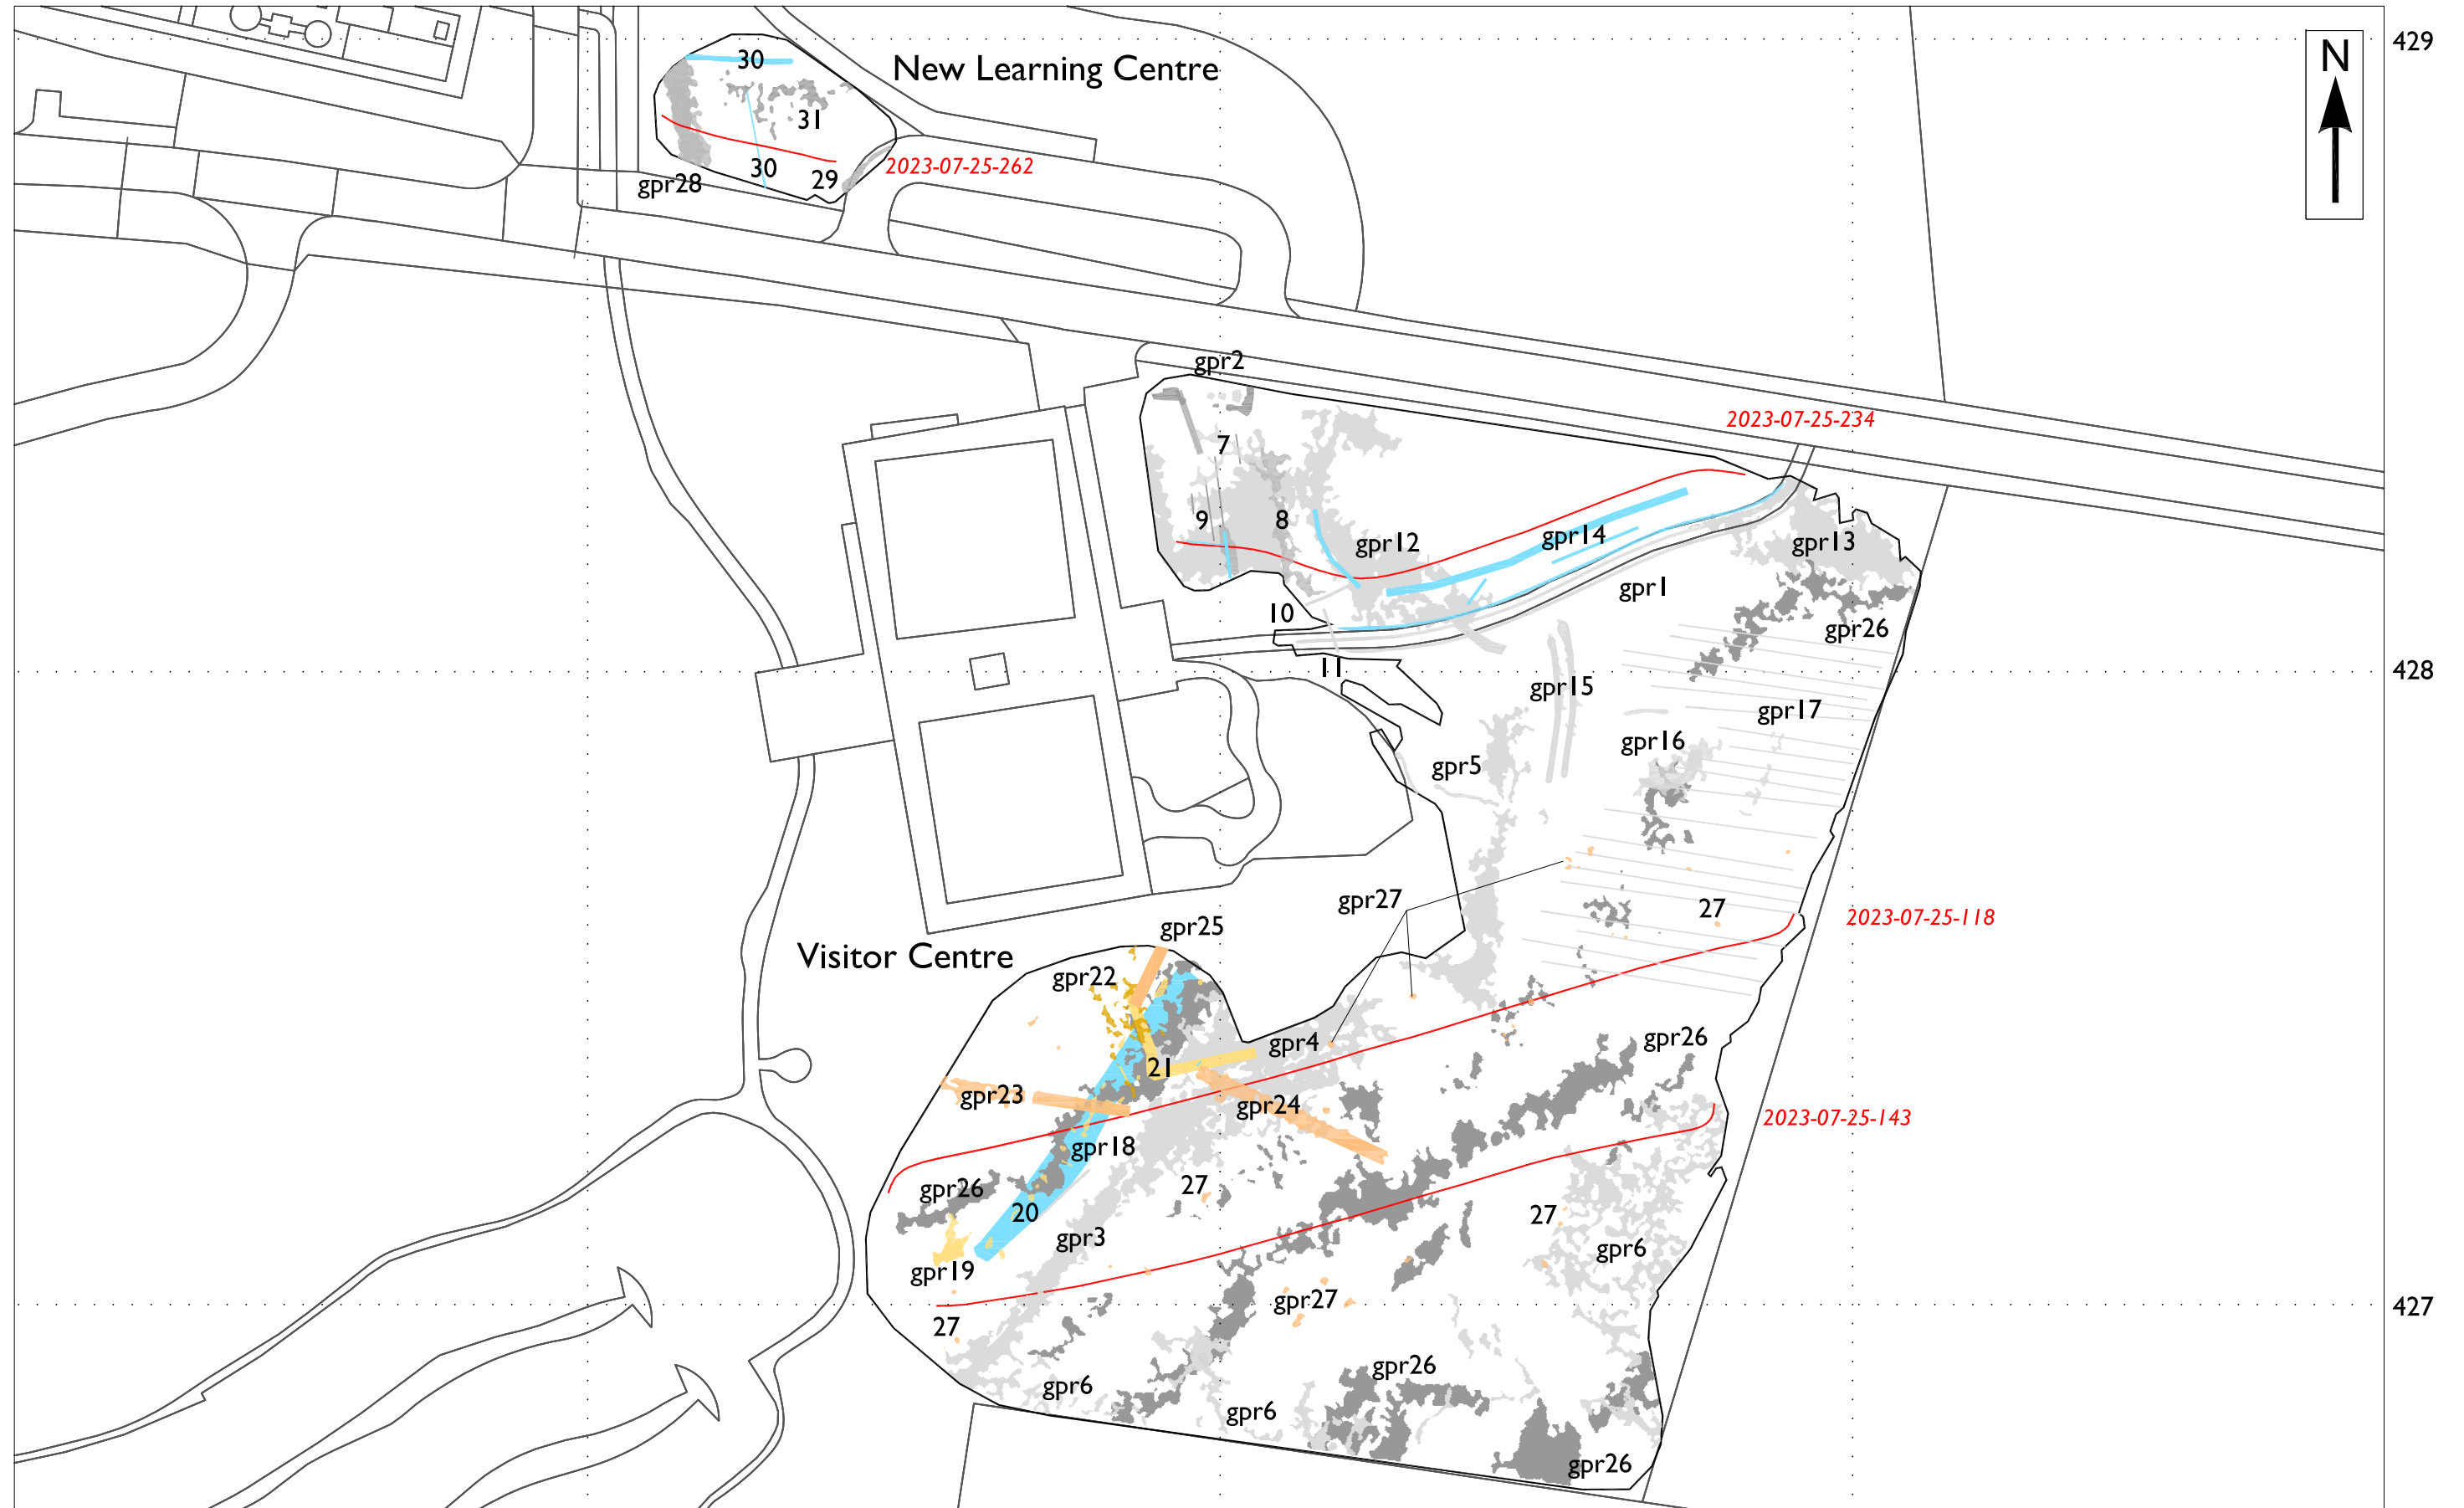 429
N
30
New Learning Centre
31
2023-07-25-262
30
29
gpr28
gpr2
2023-07-25-234
7
9
8
gpr14
gpr12
gpr13
gpr1
10
gpr26
11
428
gpr15
gpr17
gpr16
gpr5
gpr27
27
2023-07-25-118
gpr25
Visitor Centre
gpr22
gpr4
gpr26
21
gpr23
gpr24
2023-07-25-143
gpr18
gpr26
27
20
27
gpr3
gpr6
gpr19
gpr27
427
27
gpr26
gpr6
gpr6
gpr26